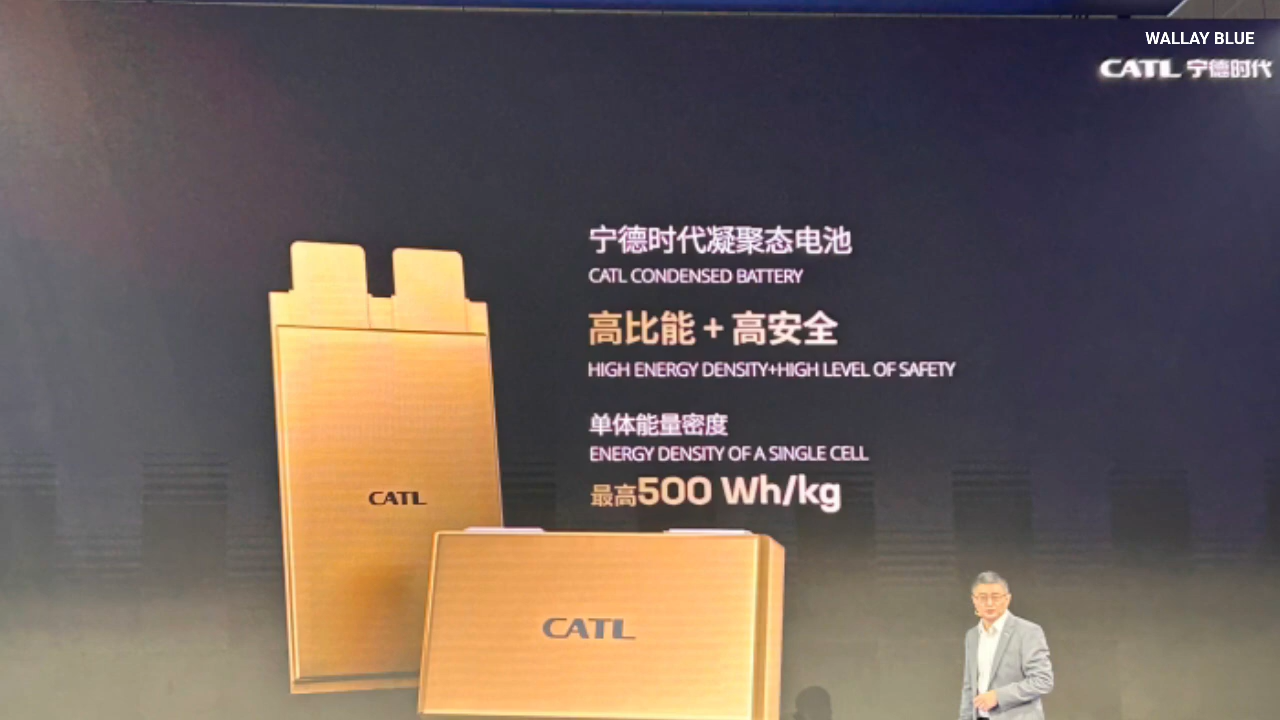 WALLAY BLUE
CATL 宁德时代
宁德时代凝聚态电池
CATL CONDENSED BATTERY
高比能 + 高安全
HIGH ENERGY DENSITY+HIGH LEVEL OF SAFETY
单体能量密度
ENERGY DENSITY OF A SINGLE CELL
最高500 Wh/kg
CATL
CATL